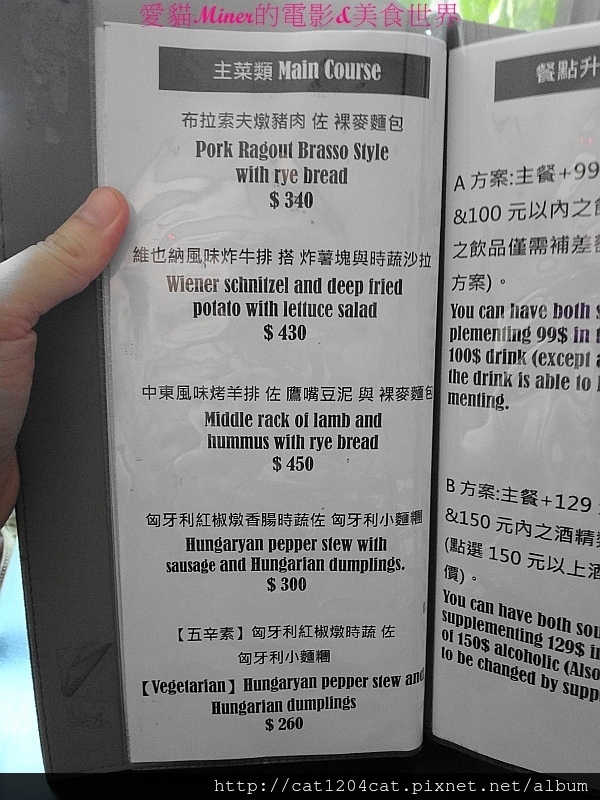 愛貓Miner的電影&美食世界
主菜類 Main Course
布拉索夫燉豬肉 佐 裸麥麵包
Pork Ragout Brasso Style
with rye bread
$ 340
維也納風味炸牛排 搭 炸薯塊與時蔬沙拉
Wiener schnitzel and deep fried
potato with lettuce salad
$ 430
中東風味烤羊排 佐 鷹嘴豆泥 與 裸麥麵包
Middle rack of lamb and
hummus with rye bread
$ 450
匈牙利紅椒燉香腸時蔬佐 匈牙利小麵糰
Hungaryan pepper stew with
sausage and Hungarian dumplings.
$ 300
【五辛素】匈牙利紅椒燉時蔬 佐
匈牙利小麵糰
【Vegetarian】Hungaryan pepper stew and
Hungarian dumplings
$ 260
餐點升
A 方案:主餐+99
&100 元以內之飲
之飲品僅需補差額
方案)。
You can have both s
plementing 99$ in t
100$ drink (except a
the drink is able to
menting.
B 方案:主餐+129
&150 元內之酒精類
(點選 150 元以上酒
價)。
You can have both sou
supplementing 129$ in
of 150$ alcoholic (Also
to be changed by supp
http://cat1204cat.pixnet.net/album